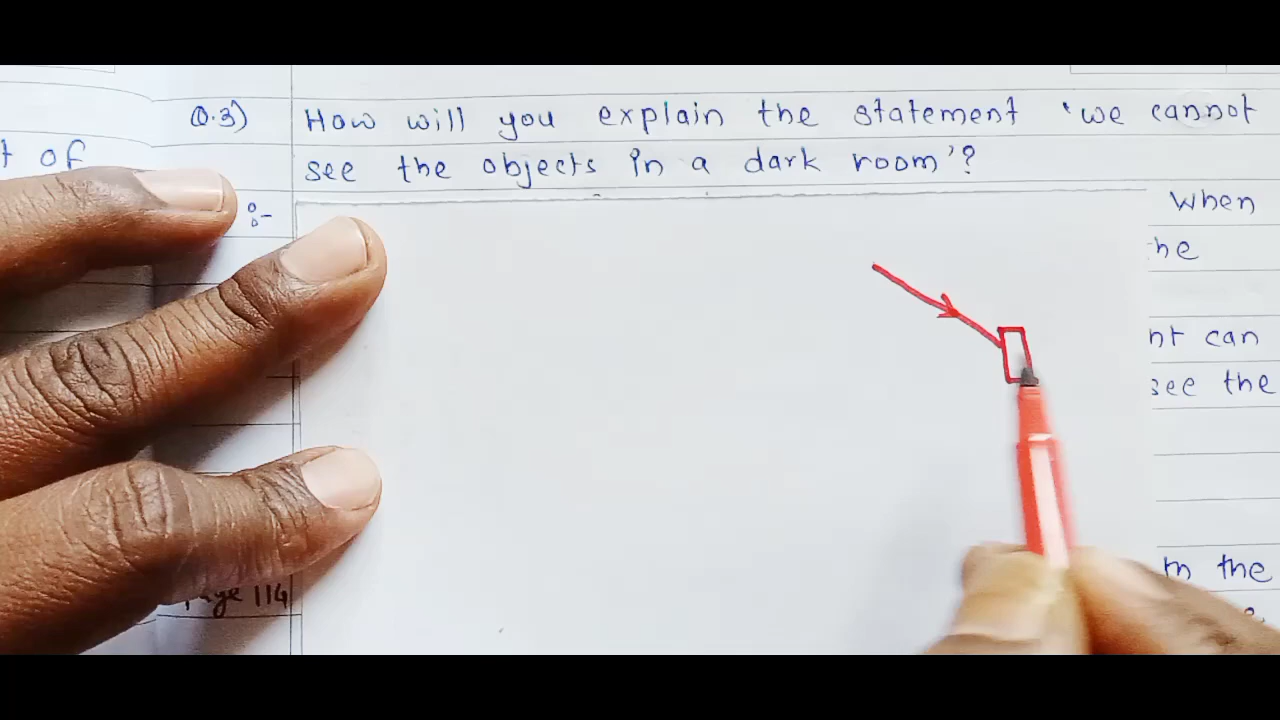 Q.3) How will you explain the statement 'we cannot
see the objects in a dark room'?
of
:- when
he
can
see the
the
page 114